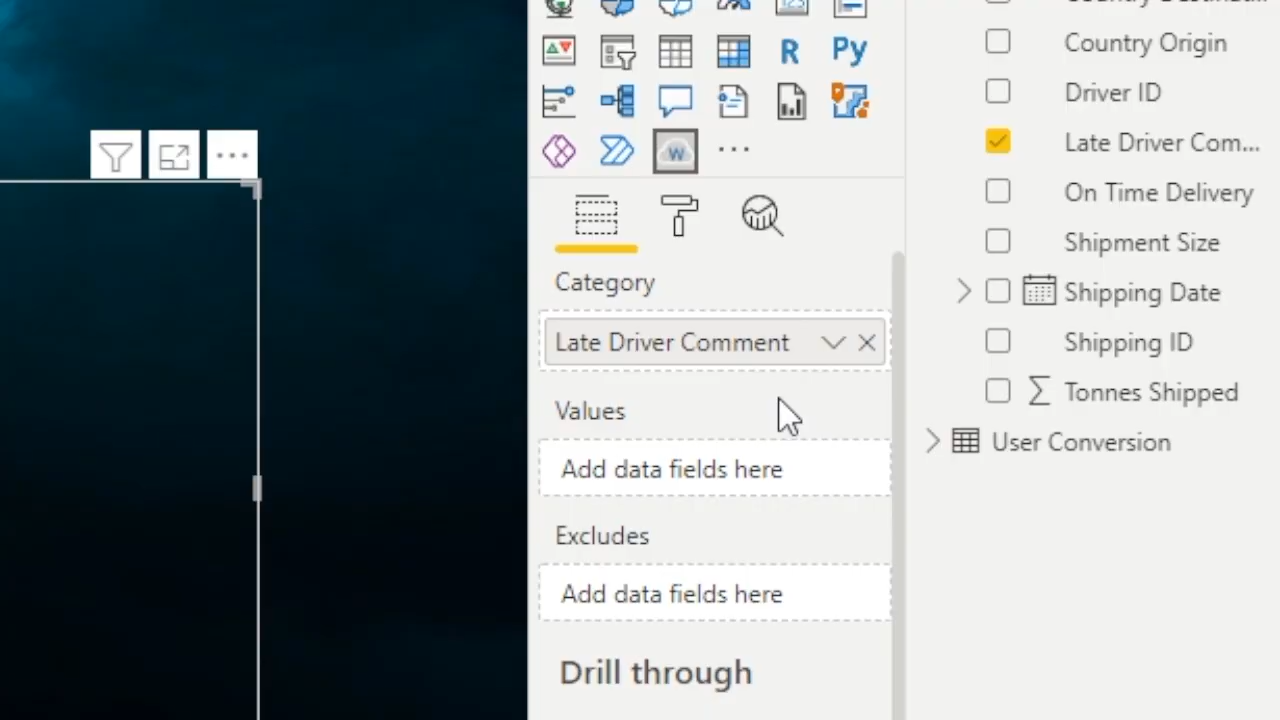 Country Origin
R
Py
Driver ID
W
Late Driver Com...
On Time Delivery
Shipment Size
Category
Shipping Date
Late Driver Comment
Shipping ID
Values
Tonnes Shipped
User Conversion
Add data fields here
Excludes
Add data fields here
Drill through